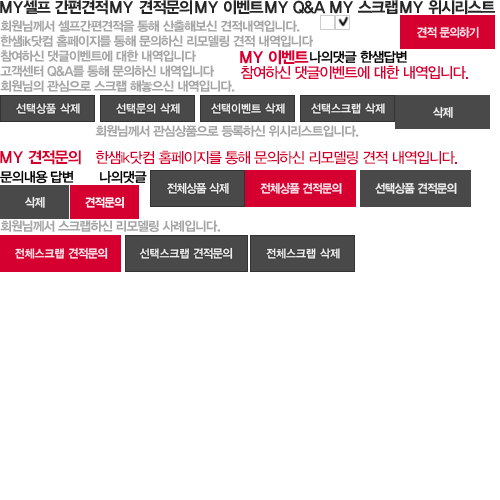 MY셀프 간편견적MY 견적문의MY 이벤트MY Q&A MY 스크랩MY 위시리스트
회원님께서 셀프간편견적을 통해 산출해보신 견적내역입니다.
견적 문의하기
한샘ik닷컴 홈페이지를 통해 문의하신 리모델링 견적 내역입니다
참여하신 댓글이벤트에 대한 내역입니다
MY 이벤트 나의댓글 한샘답변
고객센터 Q&A를 통해 문의하신 내역입니다
참여하신 댓글이벤트에 대한 내역입니다.
회원님의 관심으로 스크랩 해놓으신 내역입니다.
선택상품 삭제 선택문의 삭제 선택이벤트 삭제 선택스크랩 삭제 삭제
회원님께서 관심상품으로 등록하신 위시리스트입니다.
MY 견적문의 한샘ik닷컴 홈페이지를 통해 문의하신 리모델링 견적 내역입니다.
문의내용 답변 나의댓글
전체상품 삭제 전체상품 견적문의 선택상품 견적문의
삭제 견적문의
회원님께서 스크랩하신 리모델링 사례입니다.
전체스크랩 견적문의 선택스크랩 견적문의 전체스크랩 삭제